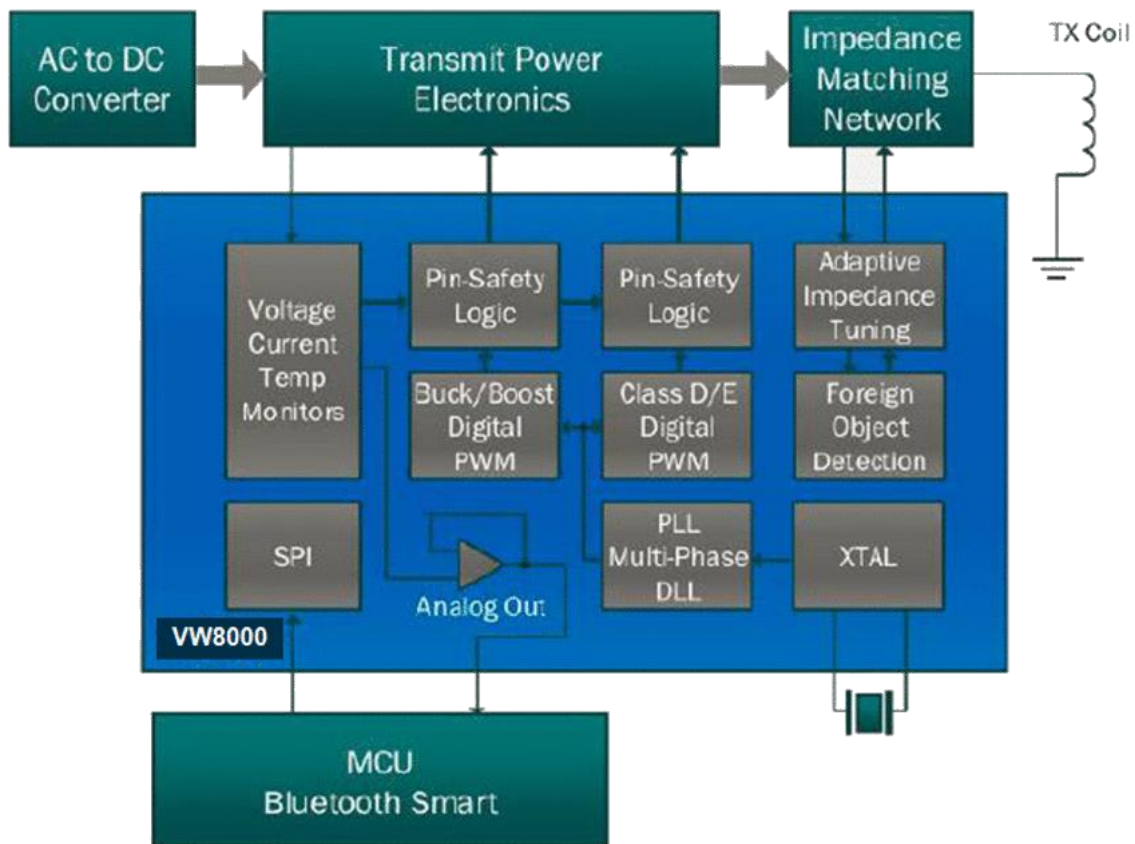 AC to DC
Converter
Transmit Power
Electronics
Impedance
Matching
Network
TX Coil
Voltage
Current
Temp
Monitors
Pin-Safety
Logic
Pin-Safety
Logic
Adaptive
Impedance
Tuning
Buck/Boost
Digital
PWM
Class D/E
Digital
PWM
Foreign
Object
Detection
SPI
Analog Out
PLL
Multi-Phase
DLL
XTAL
VW8000
MCU
Bluetooth Smart